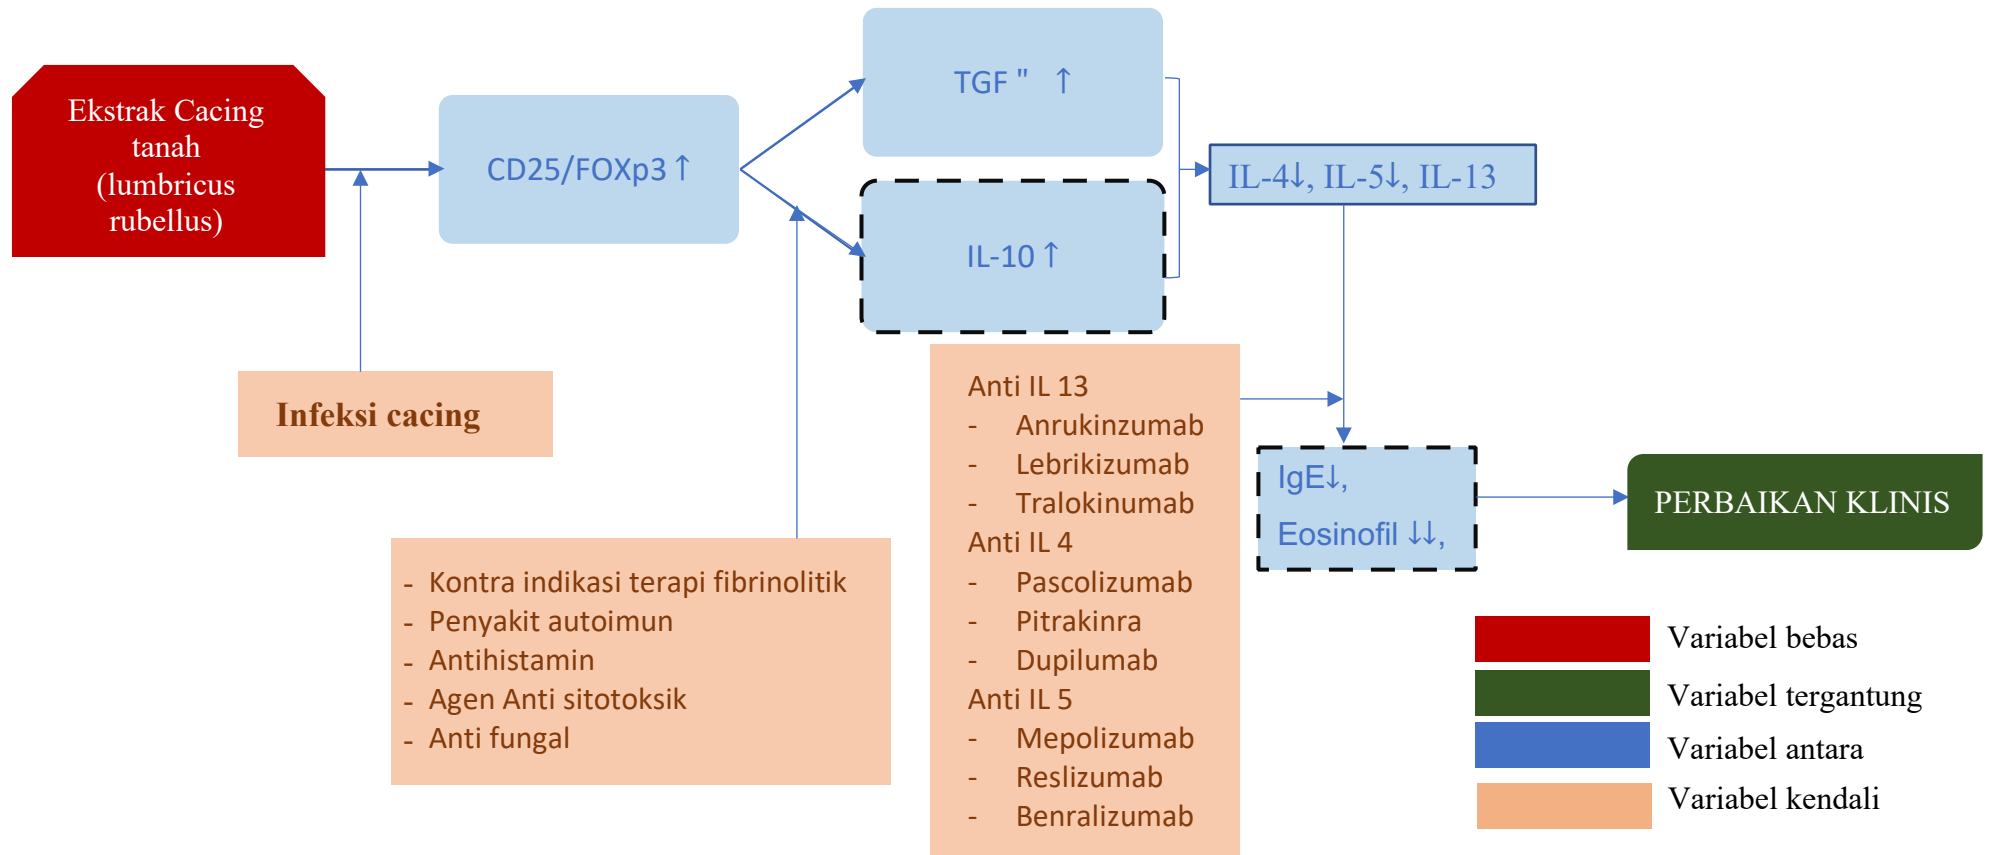 Ekstrak Cacing
tanah
(lumbricus
rubellus)
CD25/FOXp3 ↑
TGF " ↑
IL-10 ↑
IL-4↓, IL-5↓, IL-13
Infeksi cacing
- Kontra indikasi terapi fibrinolitik
- Penyakit autoimun
- Antihistamin
- Agen Anti sitotoksik
- Anti fungal
Anti IL 13
- Anrukinzumab
- Lebrikizumab
- Tralokinumab
Anti IL 4
- Pascolizumab
- Pitrakinra
- Dupilumab
Anti IL 5
- Mepolizumab
- Reslizumab
- Benralizumab
IgE↓,
Eosinofil ↓↓,
PERBAIKAN KLINIS
Variabel bebas
Variabel tergantung
Variabel antara
Variabel kendali